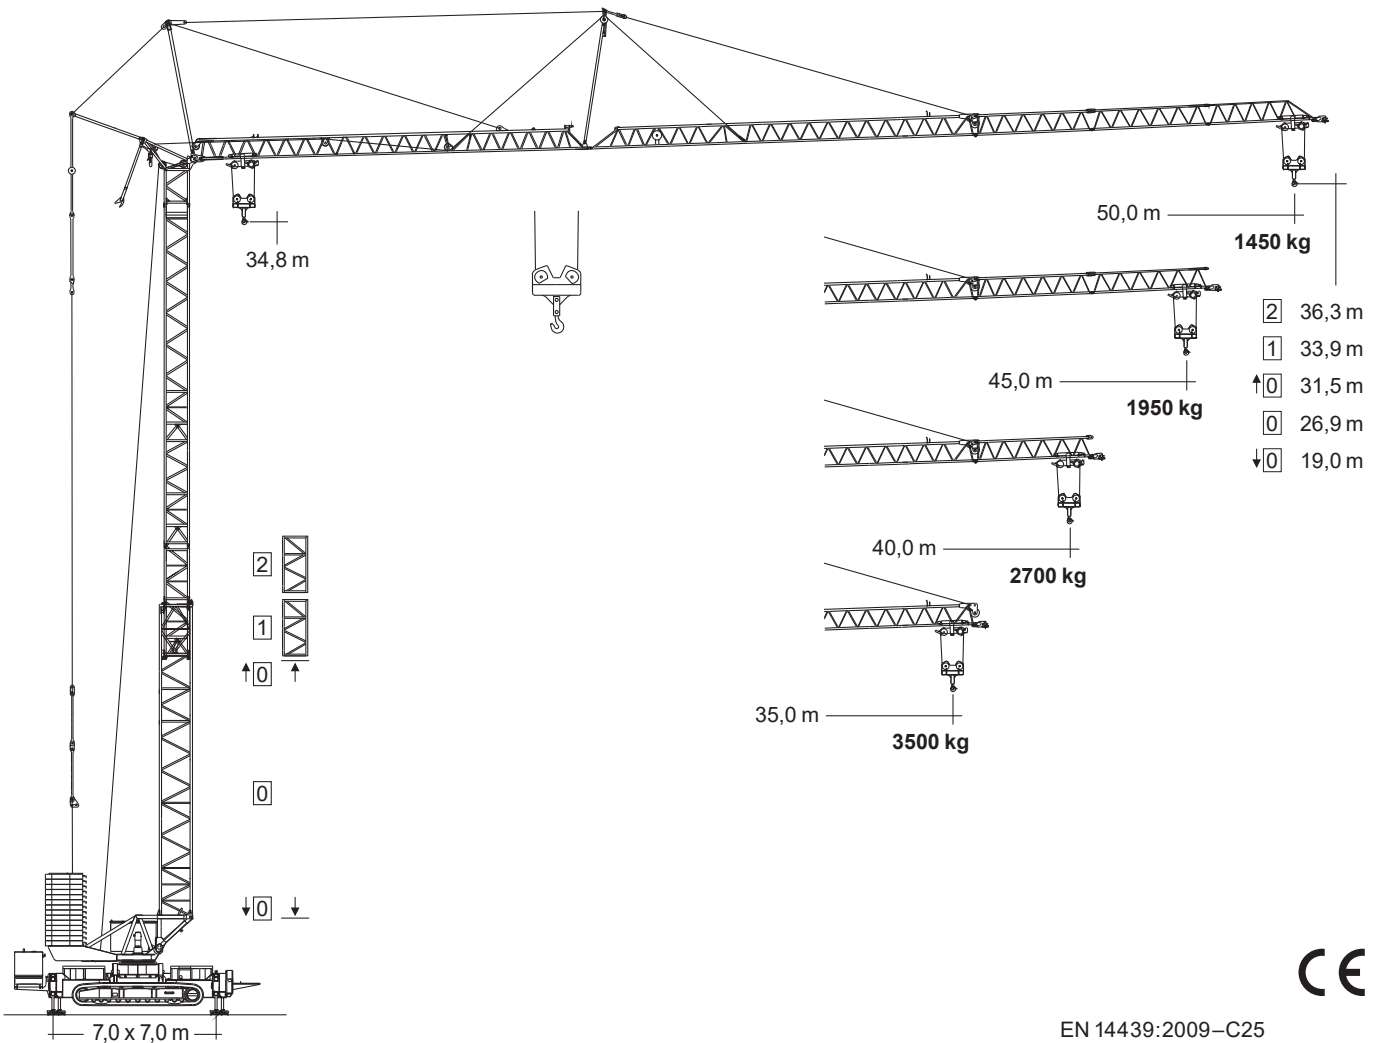 34,8 m
50,0 m
1450 kg
45,0 m
1950 kg
2 36,3 m
1 33,9 m
↑0 31,5 m
0 26,9 m
↓0 19,0 m
40,0 m
2700 kg
35,0 m
3500 kg
2
1
↑0 ↑
0
↓0 ↓
7,0 x 7,0 m
CE
EN 14439:2009–C25